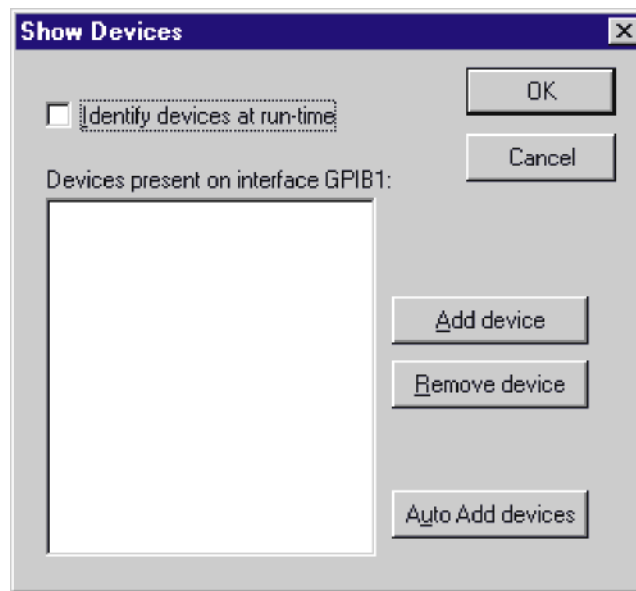 Show Devices
OK
Identify devices at run-time
Cancel
Devices present on interface GPIB1:
Add device
Remove device
Auto Add devices